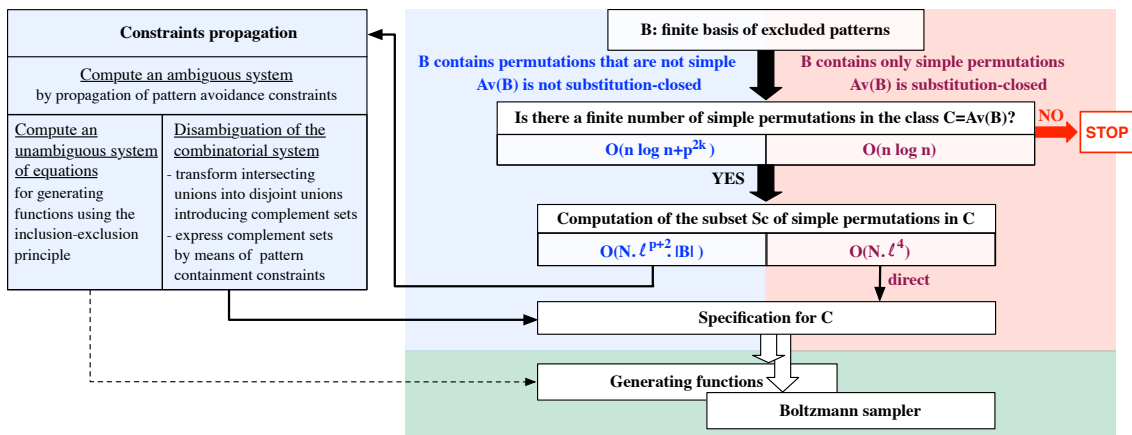 Constraints propagation
Compute an ambiguous system
by propagation of pattern avoidance constraints
Compute an
unambiguous system
of equations
for generating
functions using the
inclusion-exclusion
principle
Disambiguation of the
combinatorial system
- transform intersecting
unions into disjoint unions
introducing complement sets
- express complement sets
by means of pattern
containment constraints
B: finite basis of excluded patterns
B contains permutations that are not simple
Av(B) is not substitution-closed
B contains only simple permutations
Av(B) is substitution-closed
Is there a finite number of simple permutations in the class C=Av(B)?
NO
STOP
O(n log n+p^{2k})
O(n log n)
YES
Computation of the subset Sc of simple permutations in C
O(N.ℓ^{p+2}.|B|)
O(N.ℓ^4)
direct
Specification for C
Generating functions
Boltzmann sampler